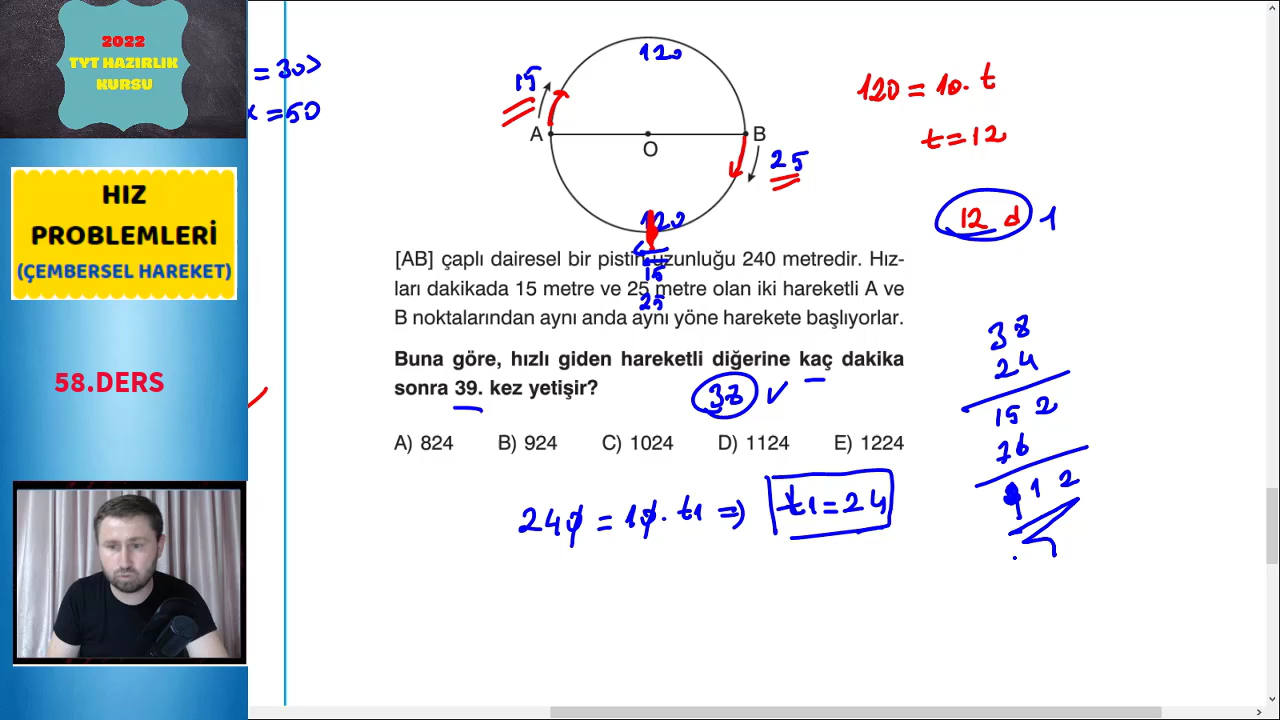 2022
TYT HAZIRLIK
KURSU
HIZ
PROBLEMLERİ
(ÇEMBERSEL HAREKET)
58.DERS
= 30>
x = 50
120
15
A
B
O
25
120
15
25
120 = 10. t
t = 12
12 d
[AB] çaplı dairesel bir pistin uzunluğu 240 metredir. Hız-
ları dakikada 15 metre ve 25 metre olan iki hareketli A ve
B noktalarından aynı anda aynı yöne harekete başlıyorlar.
Buna göre, hızlı giden hareketli diğerine kaç dakika
sonra 39. kez yetişir?
38
A) 824 B) 924 C) 1024 D) 1124 E) 1224
240 = 10. t1 ⇒ t1 = 24
38
24
152
76
912